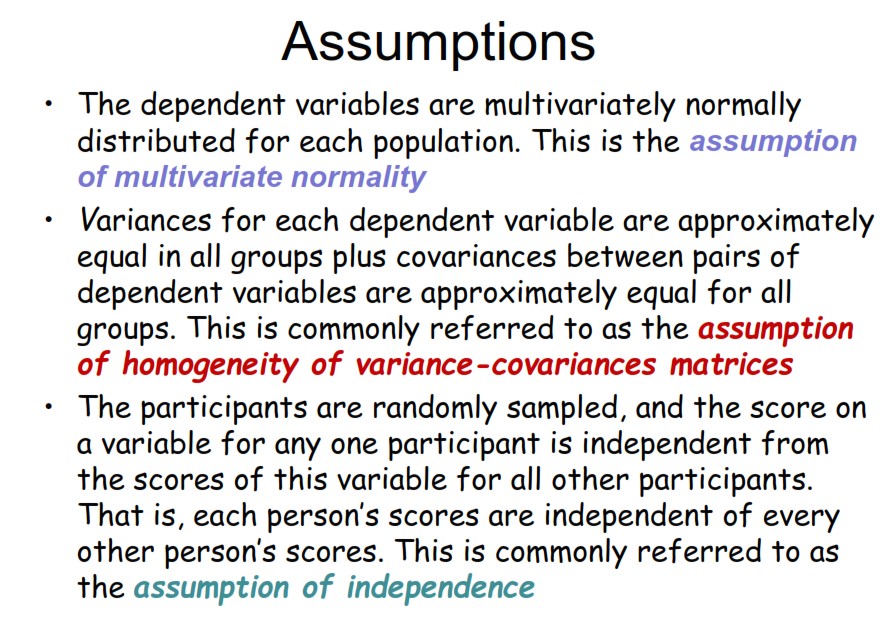 Assumptions
• The dependent variables are multivariately normally
distributed for each population. This is the assumption
of multivariate normality
• Variances for each dependent variable are approximately
equal in all groups plus covariances between pairs of
dependent variables are approximately equal for all
groups. This is commonly referred to as the assumption
of homogeneity of variance-covariances matrices
• The participants are randomly sampled, and the score on
a variable for any one participant is independent from
the scores of this variable for all other participants.
That is, each person's scores are independent of every
other person's scores. This is commonly referred to as
the assumption of independence